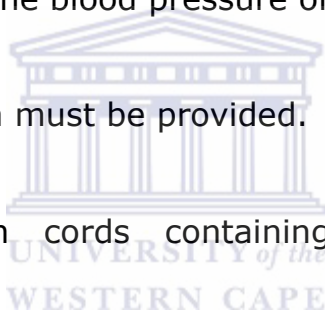 he blood pressure of
must be provided.
cords containing
UNIVERSITY of the
WESTERN CAPE